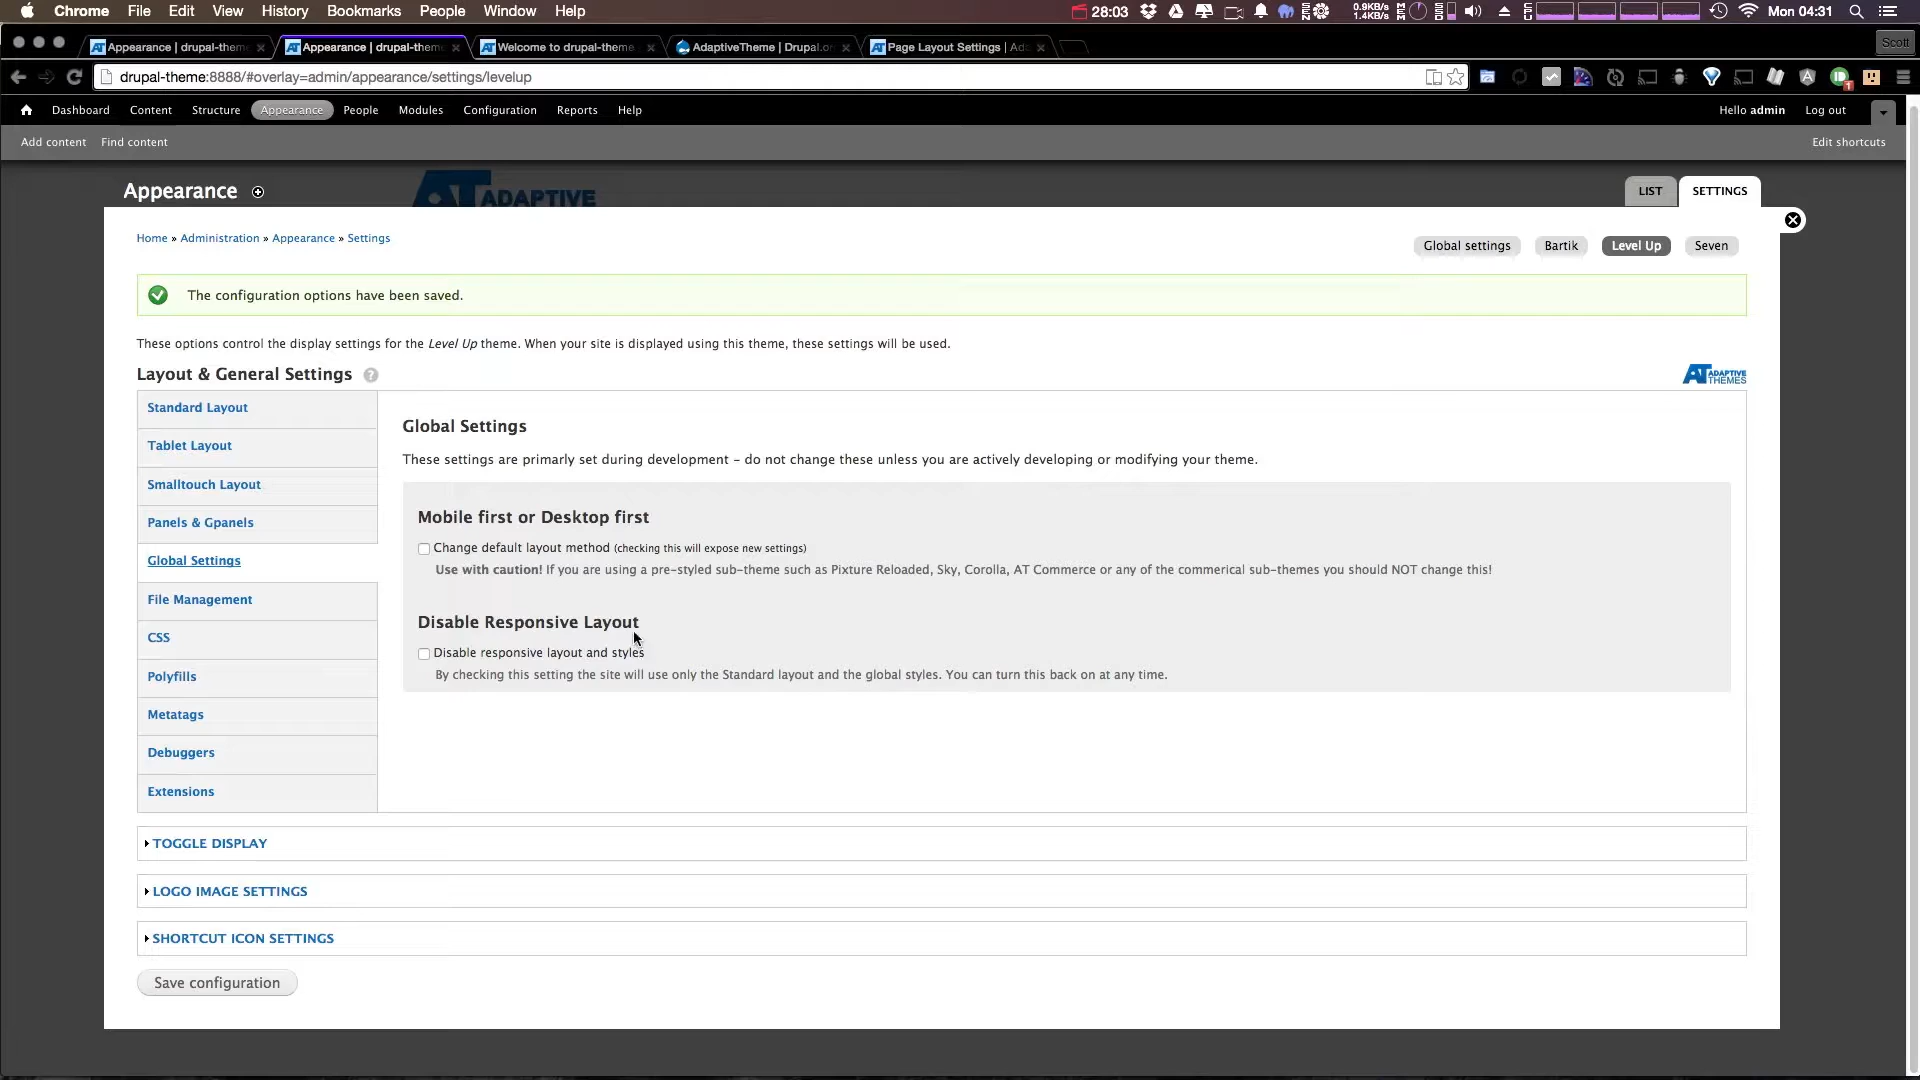 Chrome File Edit View History Bookmarks People Window Help 28:03 0.9KB/s 1.4KB/s Mon 04:31
Appearance | drupal-theme Appearance | drupal-theme Welcome to drupal-theme AdaptiveTheme | Drupal.or Page Layout Settings | Ada Scott
drupal-theme:8888/#overlay=admin/appearance/settings/levelup
Dashboard Content Structure Appearance People Modules Configuration Reports Help Hello admin Log out
Add content Find content Edit shortcuts
Appearance AT ADAPTIVE LIST SETTINGS
Home » Administration » Appearance » Settings
Global settings Bartik Level Up Seven
The configuration options have been saved.
These options control the display settings for the Level Up theme. When your site is displayed using this theme, these settings will be used.
Layout & General Settings ? AT ADAPTIVE THEMES
Standard Layout
Tablet Layout
Smalltouch Layout
Panels & Gpanels
Global Settings
File Management
CSS
Polyfills
Metatags
Debuggers
Extensions
Global Settings
These settings are primarily set during development – do not change these unless you are actively developing or modifying your theme.
Mobile first or Desktop first
Change default layout method (checking this will expose new settings)
Use with caution! If you are using a pre-styled sub-theme such as Pixture Reloaded, Sky, Corolla, AT Commerce or any of the commerical sub-themes you should NOT change this!
Disable Responsive Layout
Disable responsive layout and styles
By checking this setting the site will use only the Standard layout and the global styles. You can turn this back on at any time.
TOGGLE DISPLAY
LOGO IMAGE SETTINGS
SHORTCUT ICON SETTINGS
Save configuration